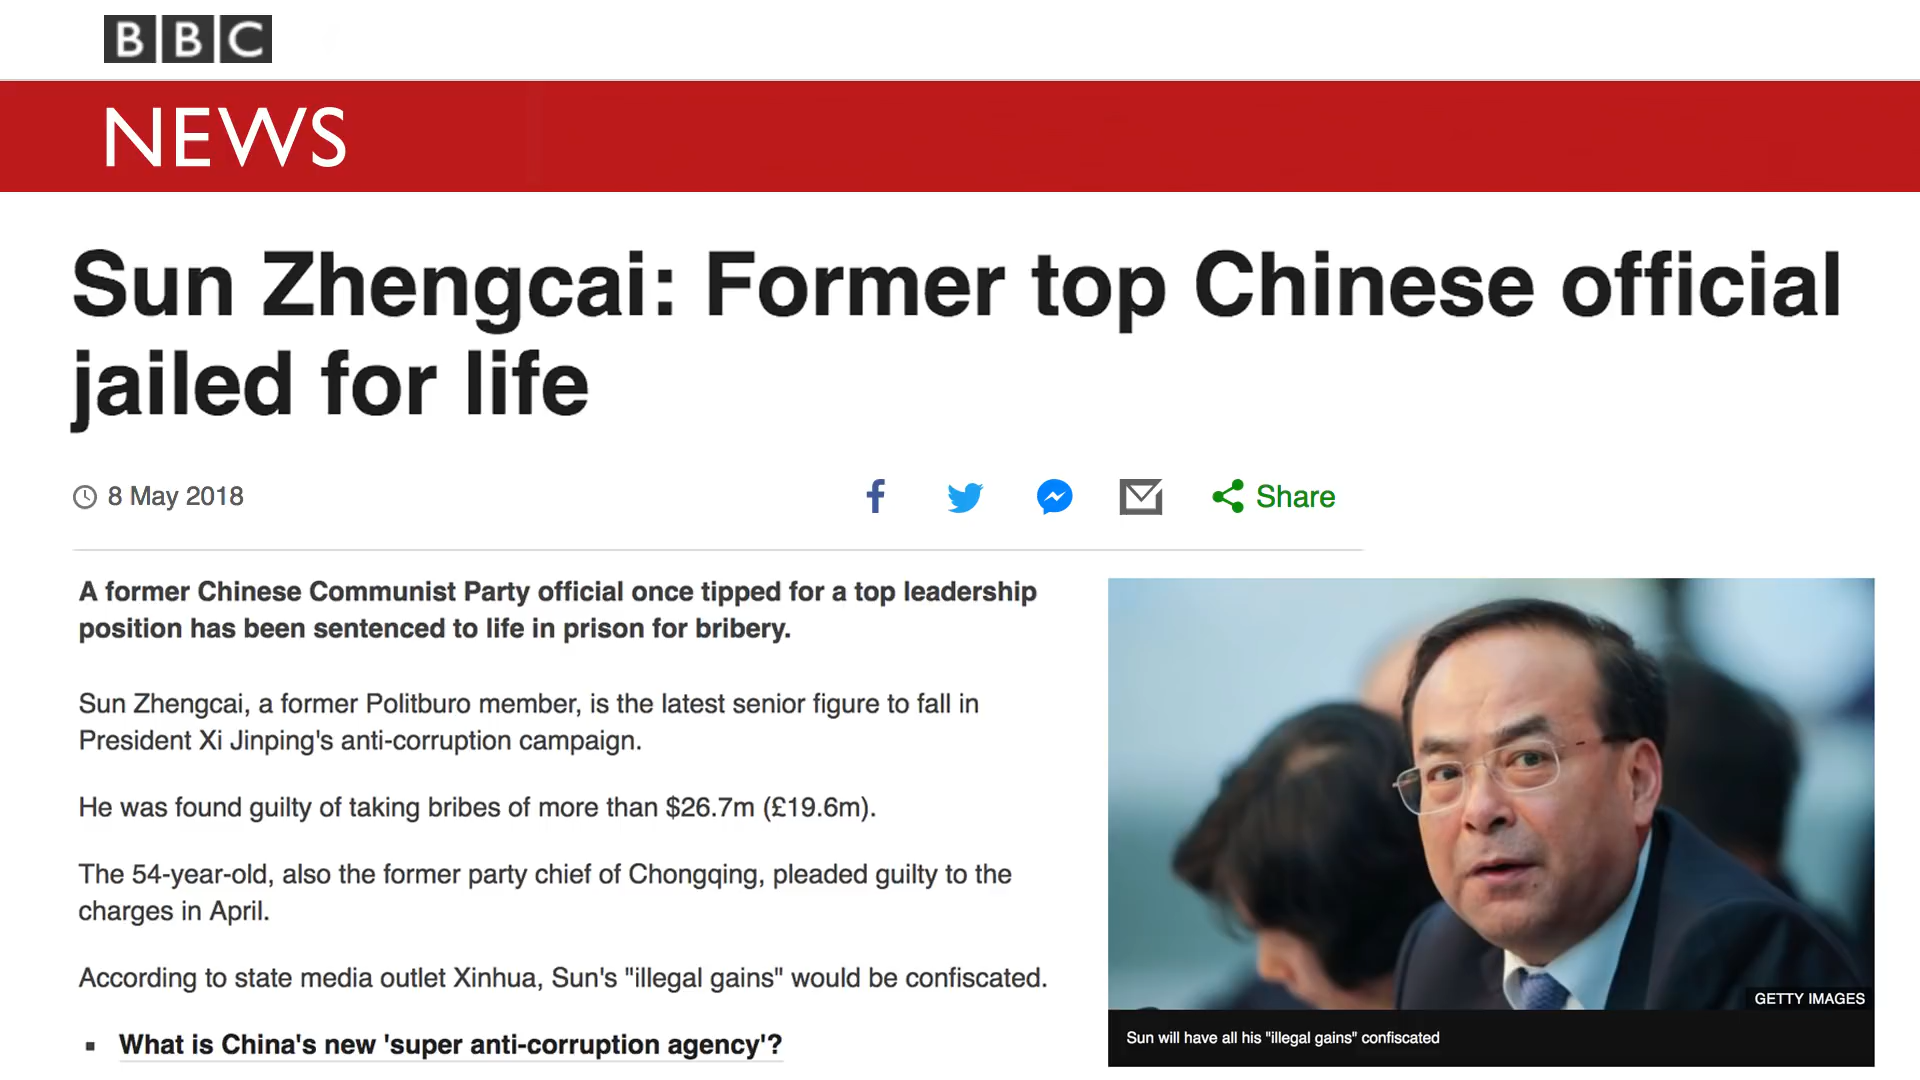 BBC
NEWS
Sun Zhengcai: Former top Chinese official
jailed for life
8 May 2018
Share
A former Chinese Communist Party official once tipped for a top leadership
position has been sentenced to life in prison for bribery.
Sun Zhengcai, a former Politburo member, is the latest senior figure to fall in
President Xi Jinping's anti-corruption campaign.
He was found guilty of taking bribes of more than $26.7m (£19.6m).
The 54-year-old, also the former party chief of Chongqing, pleaded guilty to the
charges in April.
According to state media outlet Xinhua, Sun's "illegal gains" would be confiscated.
What is China's new 'super anti-corruption agency'?
GETTY IMAGES
Sun will have all his "illegal gains" confiscated